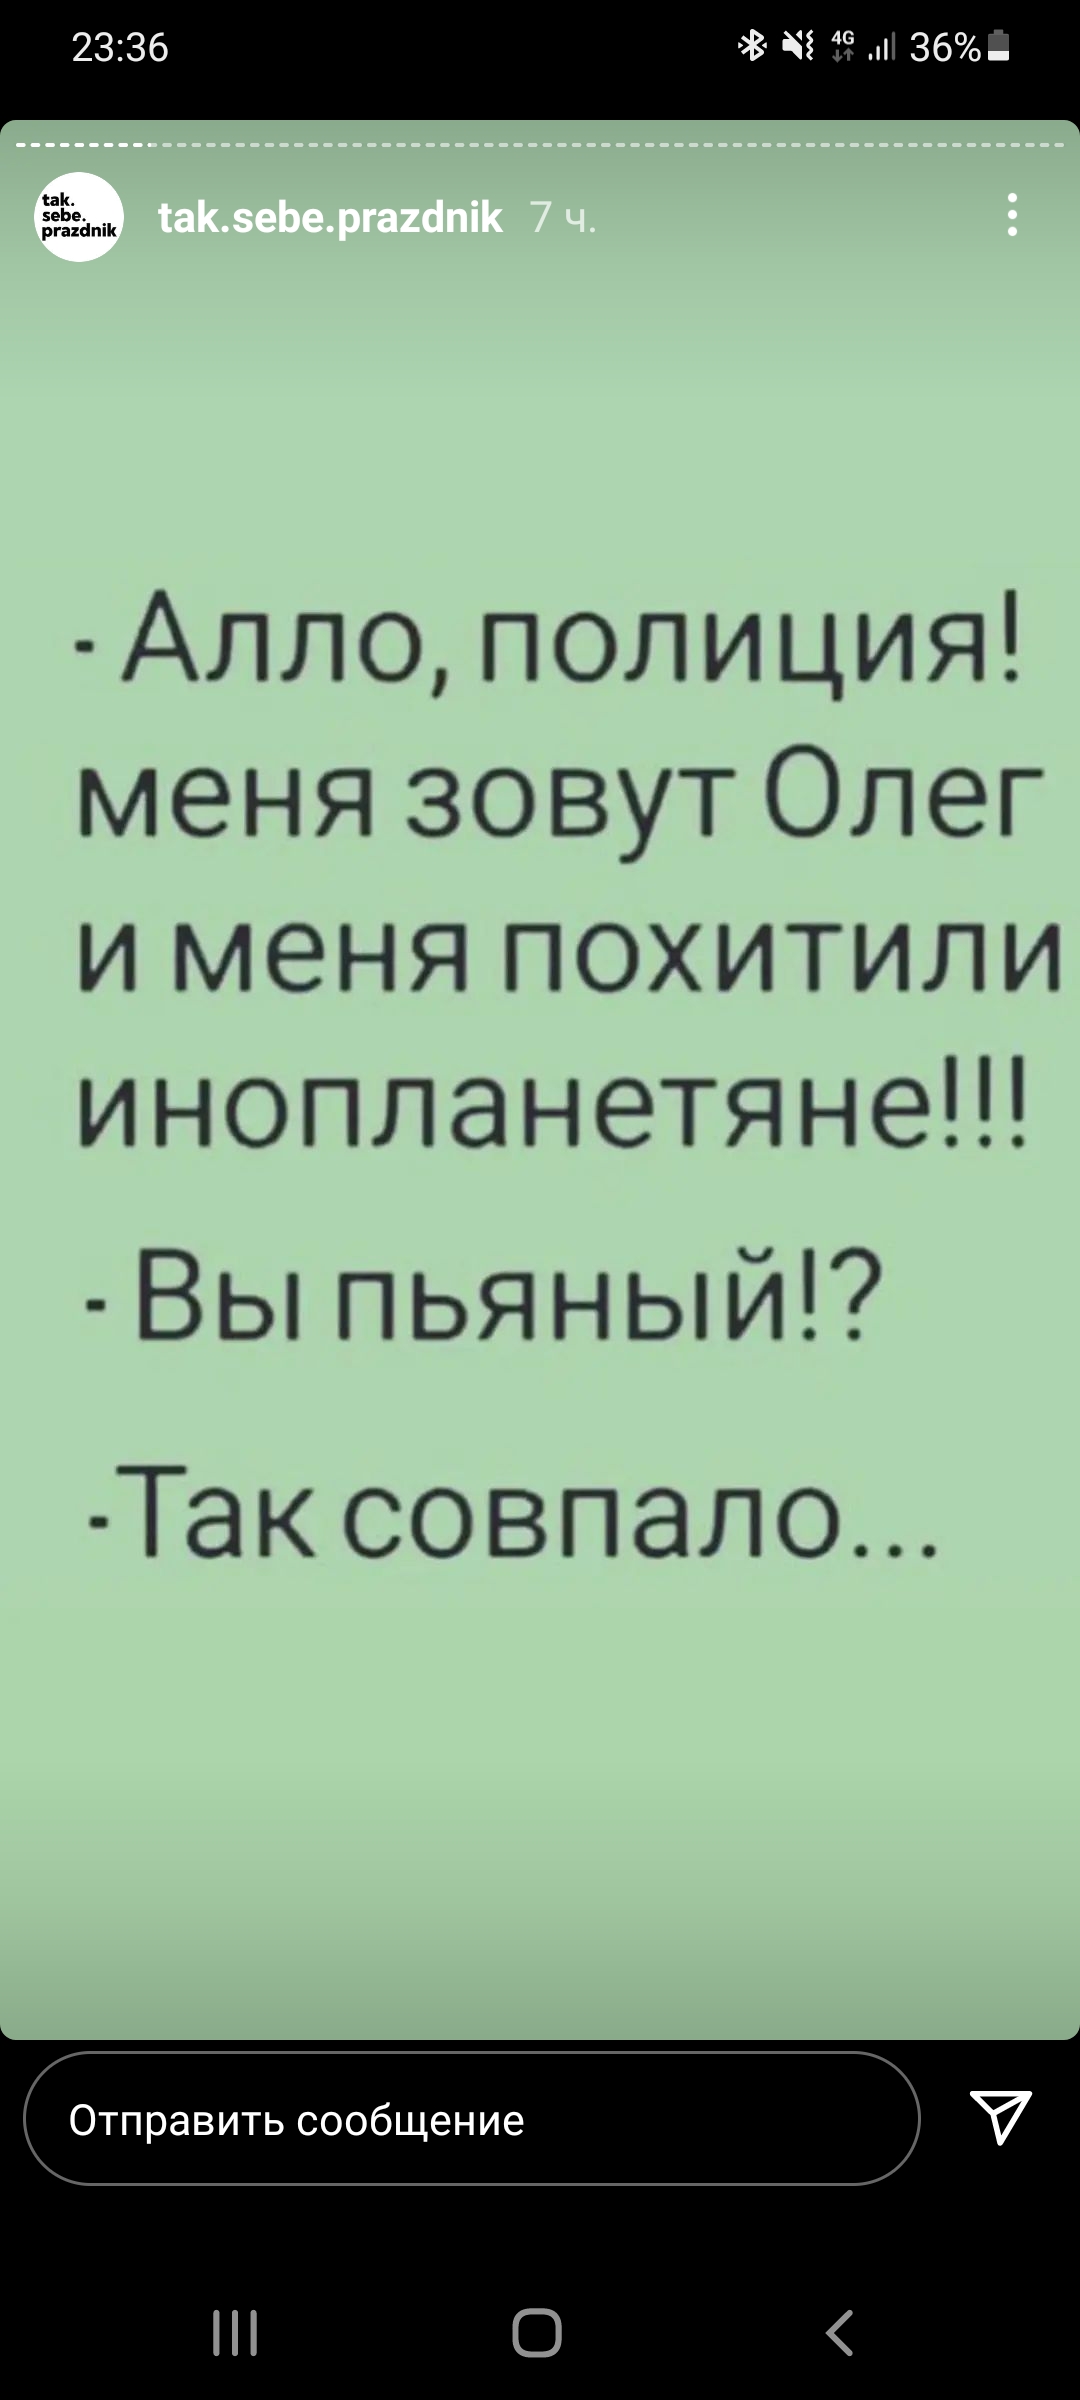 23:36
4G
36%
tak.
sebe.
prazdnik
tak.sebe.prazdnik 7 ч.
- Алло, полиция!
меня зовут Олег
и меня похитили
инопланетяне!!!
- Вы пьяный!?
-Так совпало...
Отправить сообщение